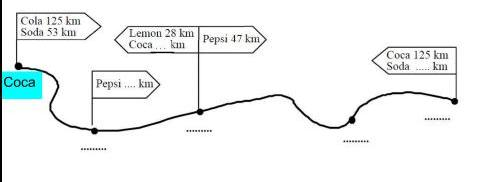 Cola 125 km
Soda 53 km
Lemon 28 km
Coca ... km
Pepsi 47 km
Coca 125 km
Soda ..... km
Coca
Pepsi .... km
.........
.........
.........
.........